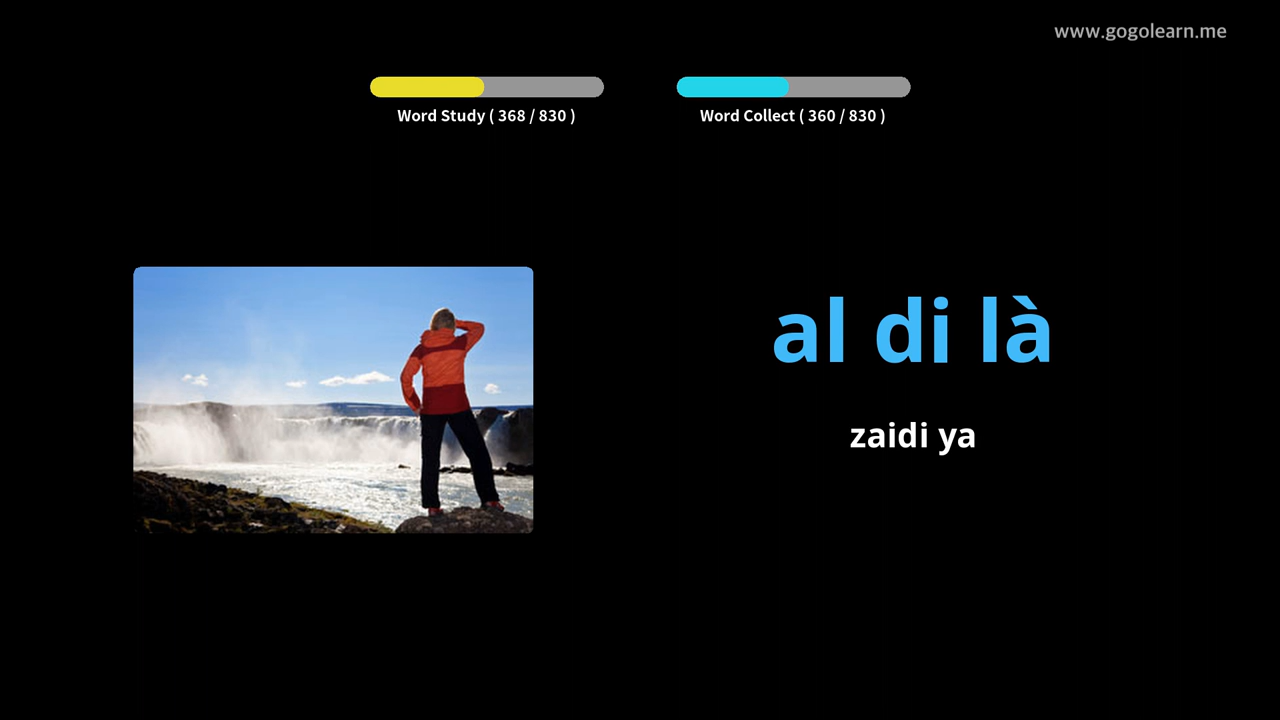 www.gogolearn.me
Word Study ( 368 / 830 )
Word Collect ( 360 / 830 )
al di là
zaidi ya